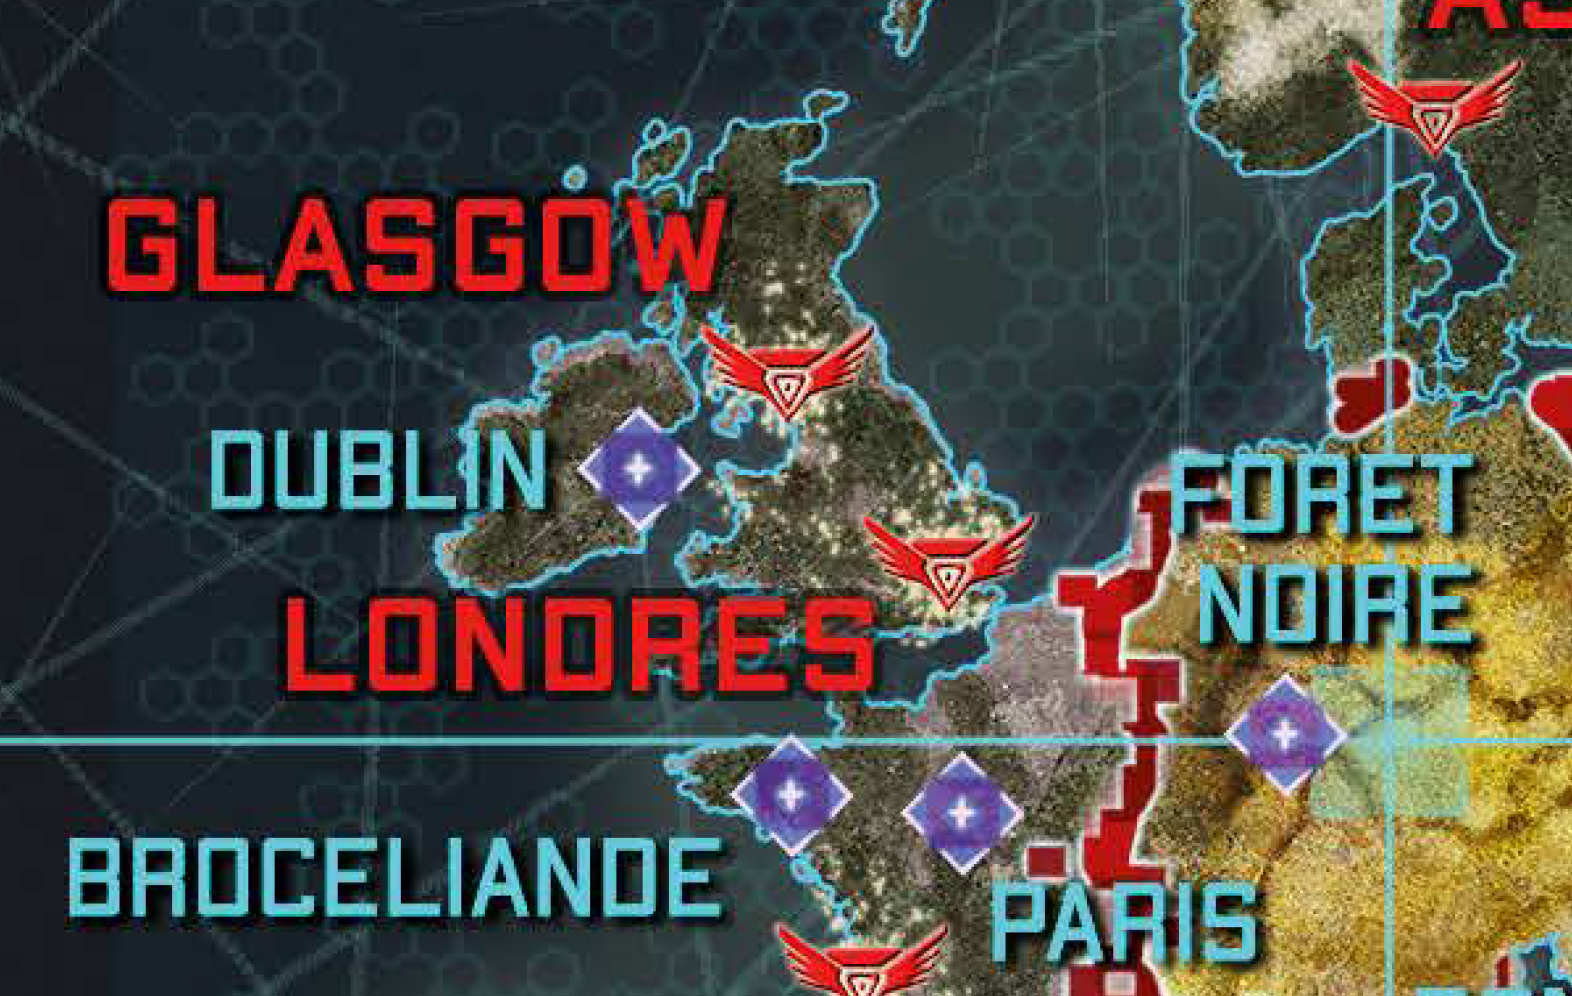 GLASGOW
DUBLIN
FORET
NOIRE
LONDRES
BROCELIANDE
PARIS